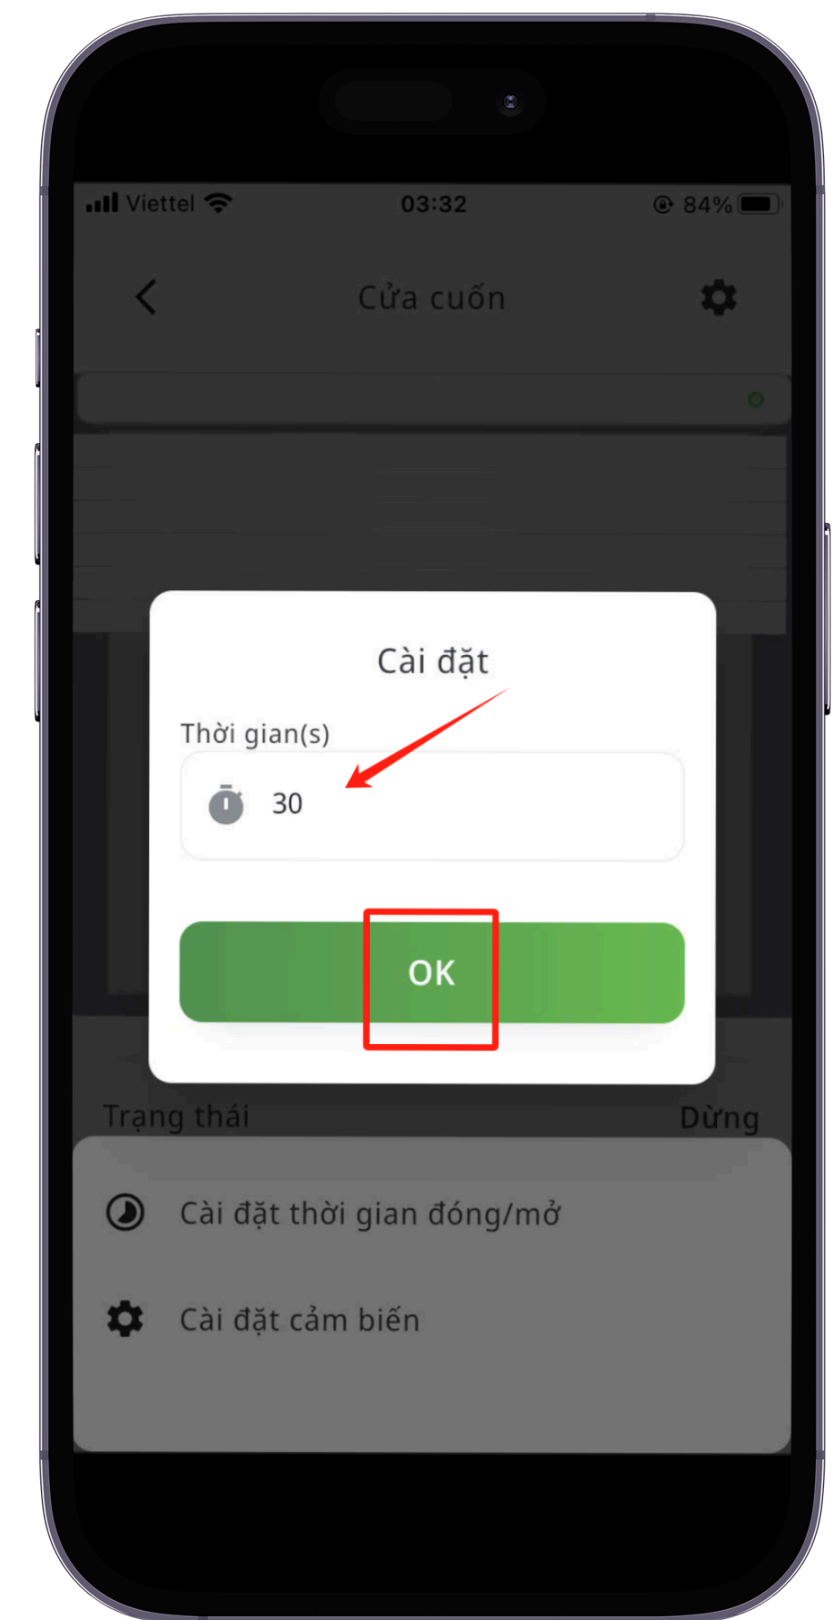 Viettel 03:32 84%
Cửa cuốn
Cài đặt
Thời gian(s)
30
OK
Trạng thái Dừng
Cài đặt thời gian đóng/mở
Cài đặt cảm biến